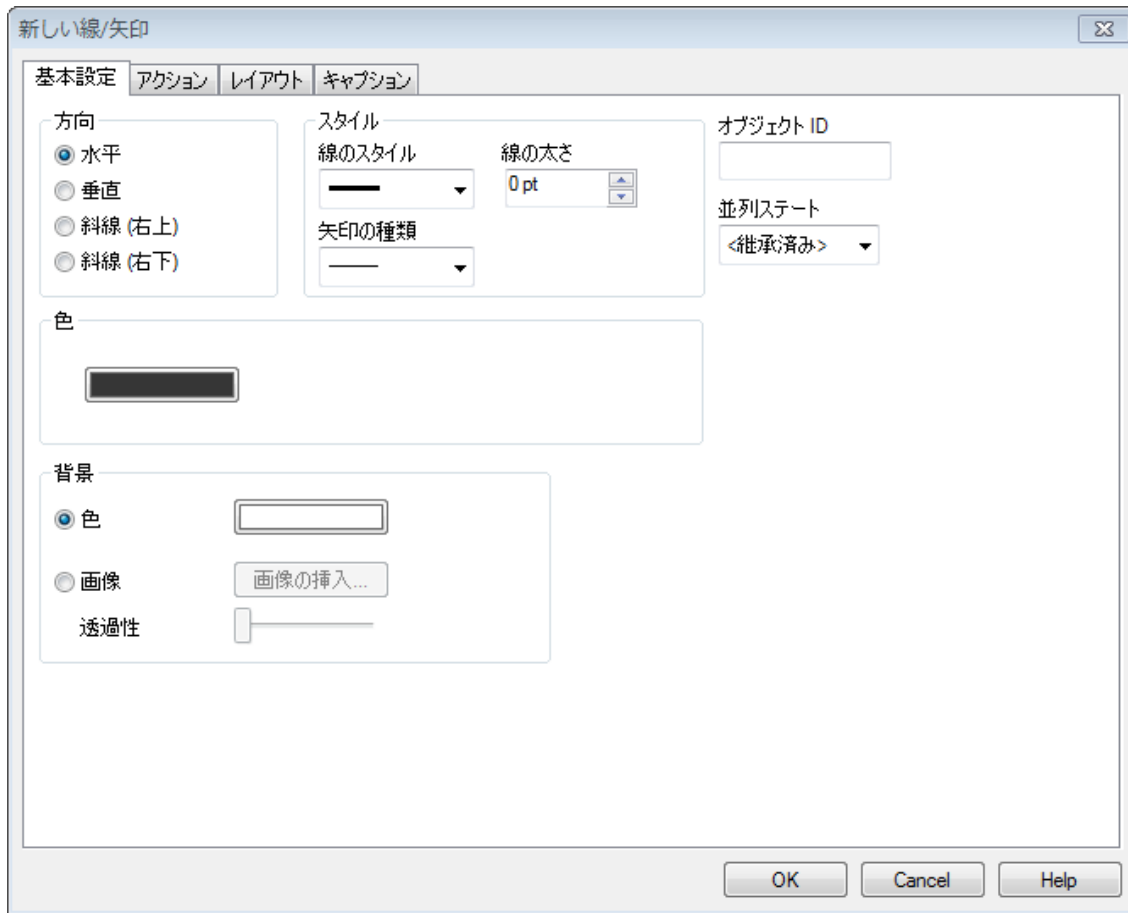 新しい線/矢印
基本設定 アクション レイアウト キャプション
方向
水平
垂直
斜線 (右上)
斜線 (右下)
スタイル
線のスタイル 線の太さ
0 pt
矢印の種類
オブジェクト ID
並列ステート
<継承済み>
色
背景
色
画像 画像の挿入...
透過性
OK Cancel Help